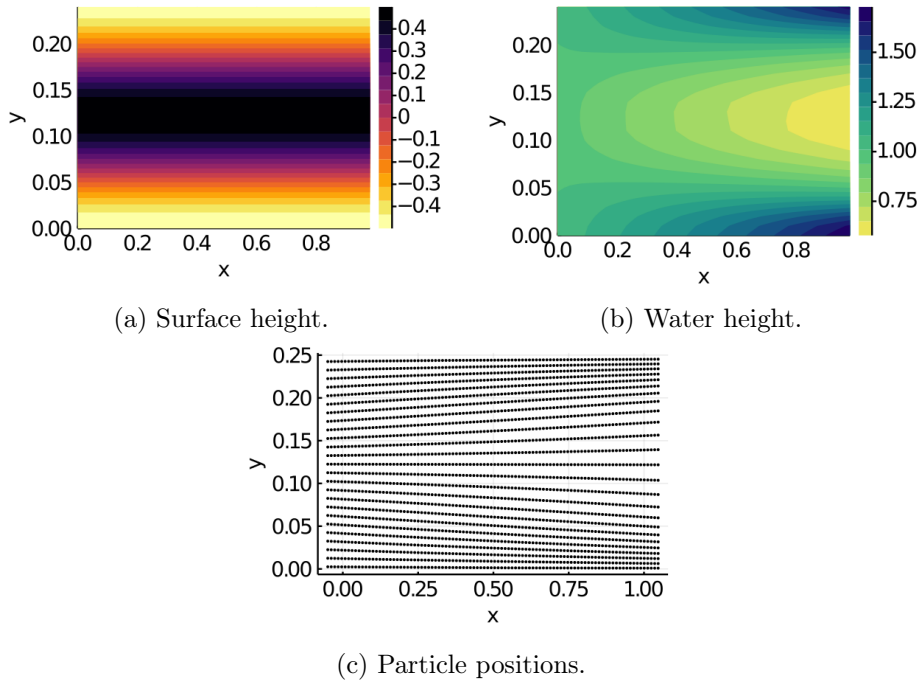 0.20
0.15
0.10
0.05
0.00
y
0.0 0.2 0.4 0.6 0.8
x
0.4
0.3
0.2
0.1
0
−0.1
−0.2
−0.3
−0.4
(a) Surface height.
0.20
0.15
0.10
0.05
0.00
y
0.0 0.2 0.4 0.6 0.8
x
1.50
1.25
1.00
0.75
(b) Water height.
0.25
0.20
0.15
0.10
0.05
0.00
y
0.00 0.25 0.50 0.75 1.00
x
(c) Particle positions.